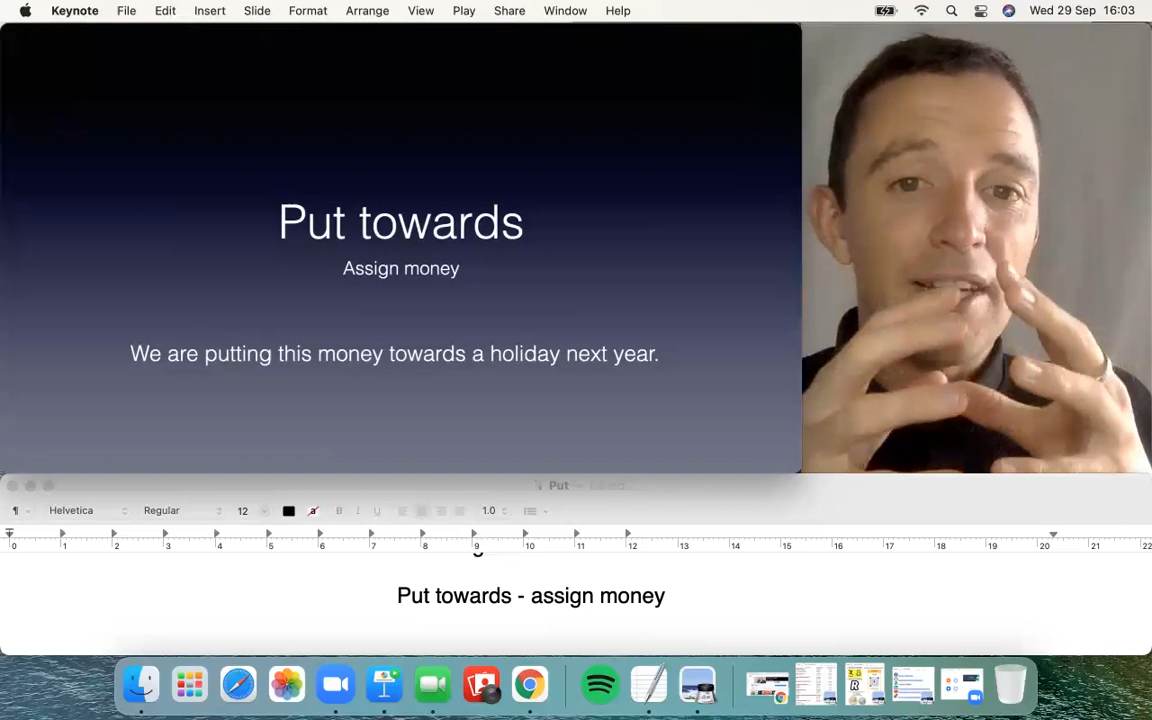 Keynote File Edit Insert Slide Format Arrange View Play Share Window Help Wed 29 Sep 16:03
Put towards
Assign money
We are putting this money towards a holiday next year.
Put
¶ Helvetica Regular 12 a B I U 1.0
0 1 2 3 4 5 6 7 8 9 10 11 12 13 14 15 16 17 18 19 20 21 22
Put towards - assign money